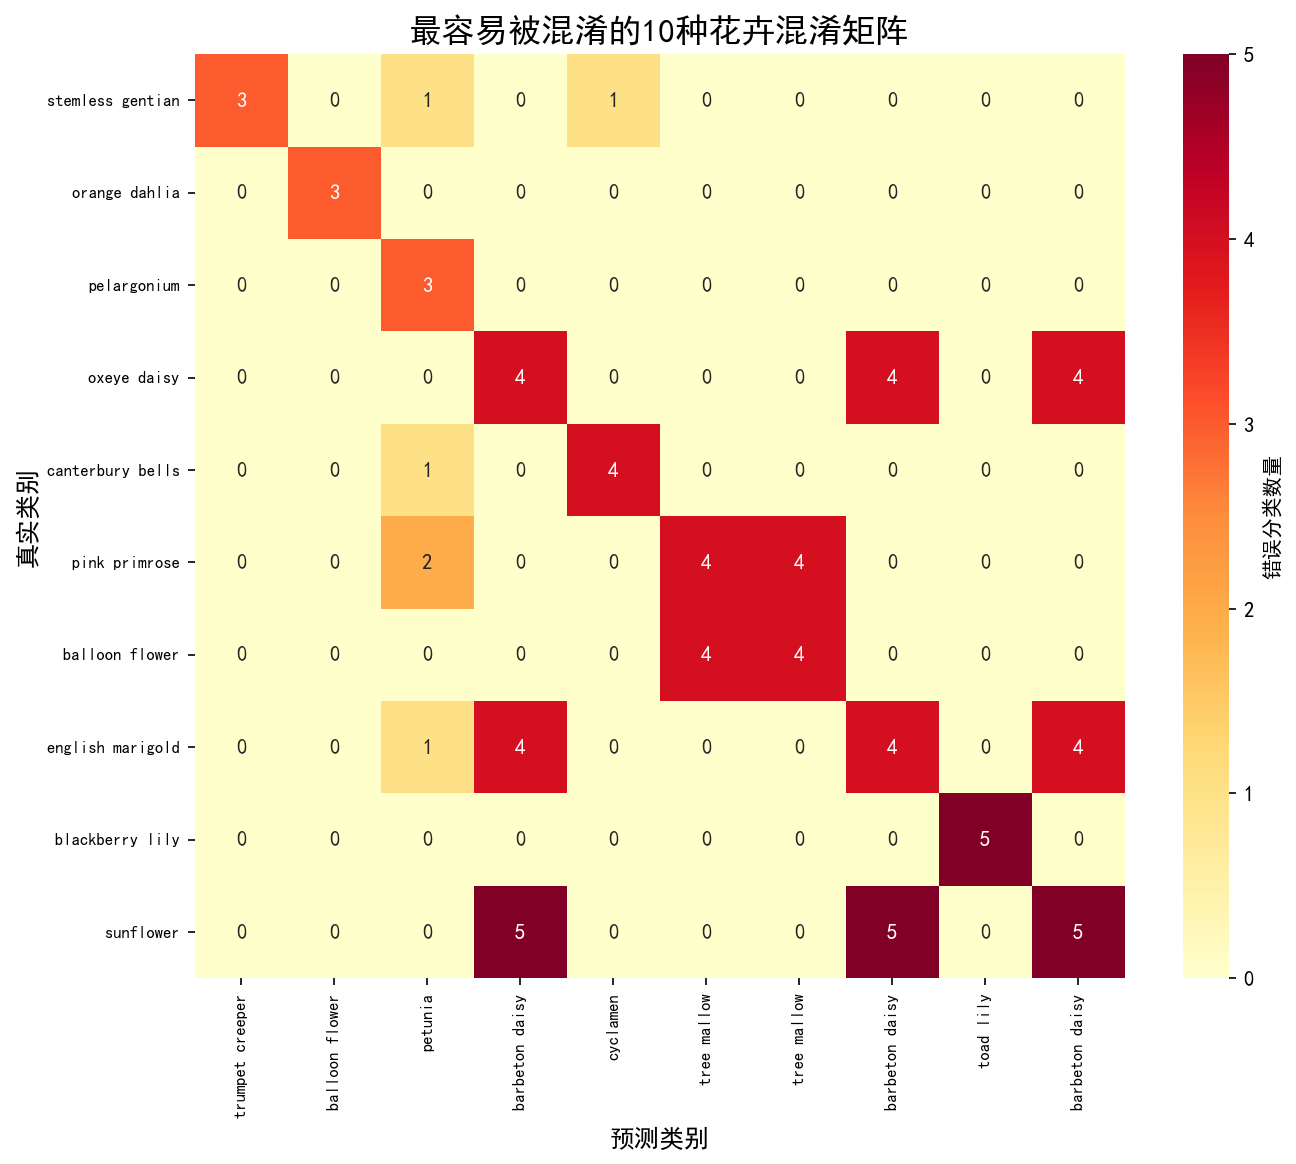 最容易被混淆的10种花卉混淆矩阵
真实类别
stemless gentian 3 0 1 0 1 0 0 0 0 0
orange dahlia 0 3 0 0 0 0 0 0 0 0
pelargonium 0 0 3 0 0 0 0 0 0 0
oxeye daisy 0 0 0 4 0 0 0 4 0 4
canterbury bells 0 0 1 0 4 0 0 0 0 0
pink primrose 0 0 2 0 0 4 4 0 0 0
balloon flower 0 0 0 0 0 4 4 0 0 0
english marigold 0 0 1 4 0 0 0 4 0 4
blackberry lily 0 0 0 0 0 0 0 0 5 0
sunflower 0 0 0 5 0 0 0 5 0 5
trumpet creeper
balloon flower
petunia
barbeton daisy
cyclamen
tree mallow
tree mallow
barbeton daisy
toad lily
barbeton daisy
预测类别
5
4
3
2
1
0
错误分类数量